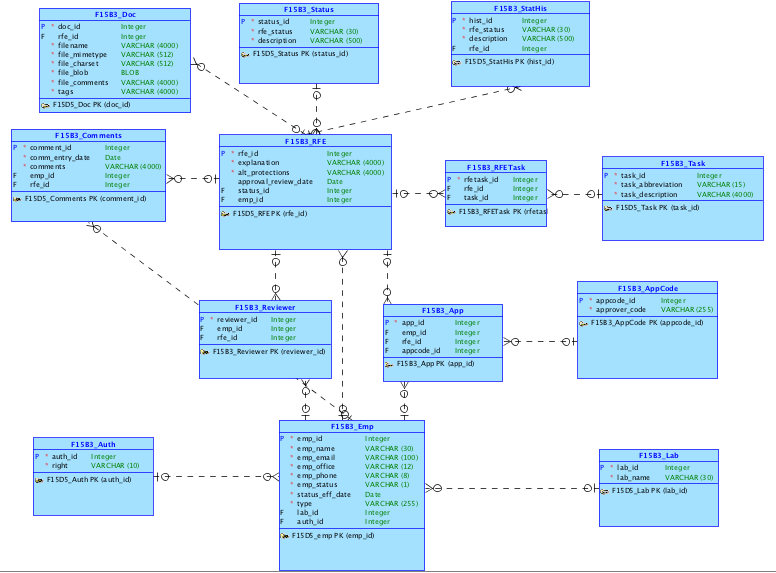 F15B3_Doc
P * doc_id Integer
F rfe_id Integer
* filename VARCHAR (4000)
* file_mimetype VARCHAR (512)
* file_charset VARCHAR (512)
* file_blob BLOB
* file_comments VARCHAR (4000)
* tags VARCHAR (4000)
F15D5_Doc PK (doc_id)
F15B3_Status
P * status_id Integer
* rfe_status VARCHAR (30)
* description VARCHAR (500)
F15D5_Status PK (status_id)
F15B3_StatHis
P * hist_id Integer
* rfe_status VARCHAR (30)
* description VARCHAR (500)
F rfe_id Integer
F15D5_StatHis PK (hist_id)
F15B3_Comments
P * comment_id Integer
* comm_entry_date Date
* comments VARCHAR (4000)
F emp_id Integer
F rfe_id Integer
F15D5_Comments PK (comment_id)
F15B3_RFE
P * rfe_id Integer
* explanation VARCHAR (4000)
* alt_protections VARCHAR (4000)
approval_review_date Date
F status_id Integer
F emp_id Integer
F15D5_RFE PK (rfe_id)
F15B3_RFETask
P * rfetask_id Integer
F rfe_id Integer
F task_id Integer
F15B3_RFETask PK (rfetas
F15B3_Task
P * task_id Integer
* task_abbreviation VARCHAR (15)
* task_description VARCHAR (4000)
F15D5_Task PK (task_id)
F15B3_Reviewer
P * reviewer_id Integer
F emp_id Integer
F rfe_id Integer
F15B3_Reviewer PK (reviewer_id)
F15B3_App
P * app_id Integer
F emp_id Integer
F rfe_id Integer
F appcode_id Integer
F15B3_App PK (app_id)
F15B3_AppCode
P * appcode_id Integer
* approver_code VARCHAR (255)
F15B3_AppCode PK (appcode_id)
F15B3_Auth
P * auth_id Integer
* right VARCHAR (10)
F15D5_Auth PK (auth_id)
F15B3_Emp
P * emp_id Integer
* emp_name VARCHAR (30)
* emp_email VARCHAR (100)
* emp_office VARCHAR (12)
* emp_phone VARCHAR (8)
* emp_status VARCHAR (1)
* status_eff_date Date
* type VARCHAR (255)
F lab_id Integer
F auth_id Integer
F15D5_emp PK (emp_id)
F15B3_Lab
P * lab_id Integer
* lab_name VARCHAR (30)
F15D5_Lab PK (lab_id)